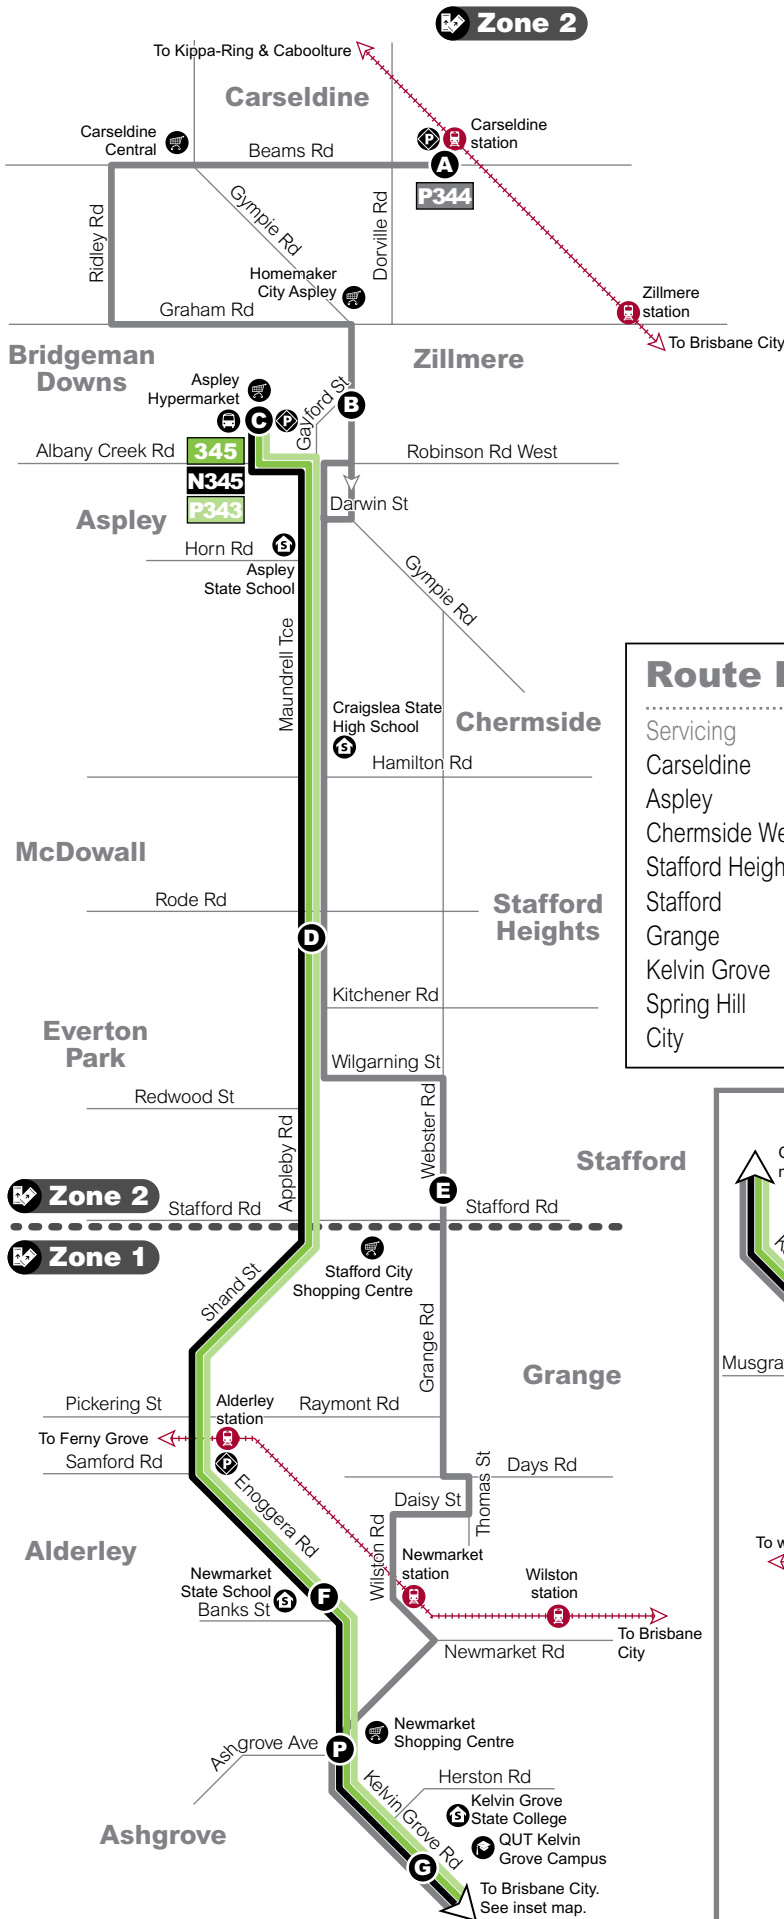 Zone 2
To Kippa-Ring & Caboolture
Carseldine
Carseldine
Central
Carseldine
station
Beams Rd
A
P344
Ridley Rd
Gympie Rd
Dorville Rd
Homemaker
City Aspley
Graham Rd
Zillmere
station
To Brisbane City
Bridgeman
Downs
Zillmere
Aspley
Hypermarket
Gayford St
B
C
Albany Creek Rd
345
Robinson Rd West
N345
P343
Darwin St
Aspley
Horn Rd
Aspley
State School
Gympie Rd
Maundrell Tce
Craigslea State
High School
Chermside
Hamilton Rd
Route
Servicing
Carseldine
Aspley
Chermside We
Stafford Heigh
Stafford
Grange
Kelvin Grove
Spring Hill
City
McDowall
Rode Rd
Stafford
Heights
D
Kitchener Rd
Everton
Park
Wilgarning St
Redwood St
Appleby Rd
Webster Rd
Stafford
E
Zone 2
Stafford Rd
Stafford Rd
Zone 1
Stafford City
Shopping Centre
Shand St
Grange Rd
Grange
Musgra
Pickering St
Alderley
station
Raymont Rd
To Ferny Grove
Samford Rd
Days Rd
Thomas St
Enoggera Rd
Daisy St
Wilston Rd
Alderley
Newmarket
station
Wilston
station
Newmarket
State School
F
Banks St
To Brisbane
City
Newmarket Rd
Newmarket
Shopping Centre
Ashgrove Ave
P
Herston Rd
Kelvin Grove Rd
Kelvin Grove
State College
Ashgrove
QUT Kelvin
Grove Campus
G
To Brisbane City.
See inset map.